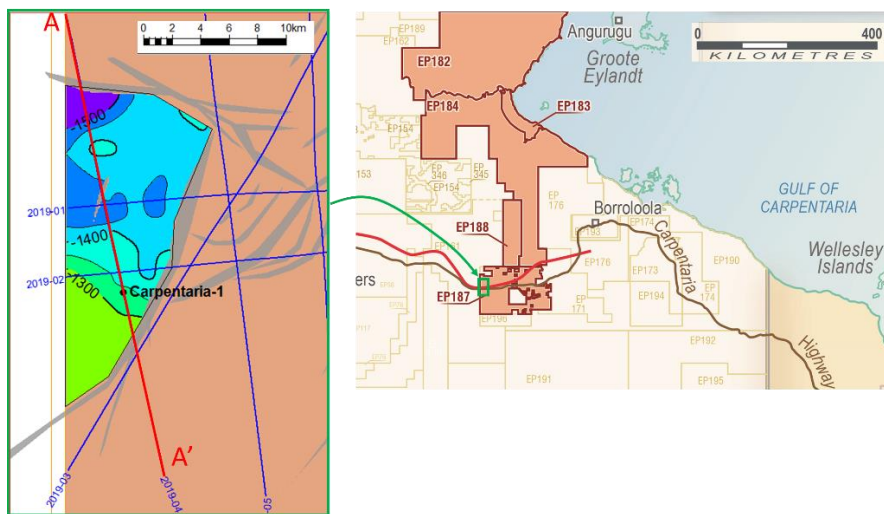 A
0 2 4 6 8 10km
-1500
2019-01
-1400
2019-02
-1300
Carpentaria-1
A'
2019-03
2019-04
-05
Angurugu
Groote
Eylandt
0 400
KILOMETRES
EP189
EP162
EP182
EP184
EP183
EP154
153
EP
346
EP154
EP
345
EP
176
EP188
Borroloola
EP193
EP174
GULF OF
CARPENTARIA
Wellesley
Islands
Carpentaria
Highway
EP176
EP173
EP190
ers
EP187
EP
171
EP194
EP
174
EP196
EP192
EP191
EP195